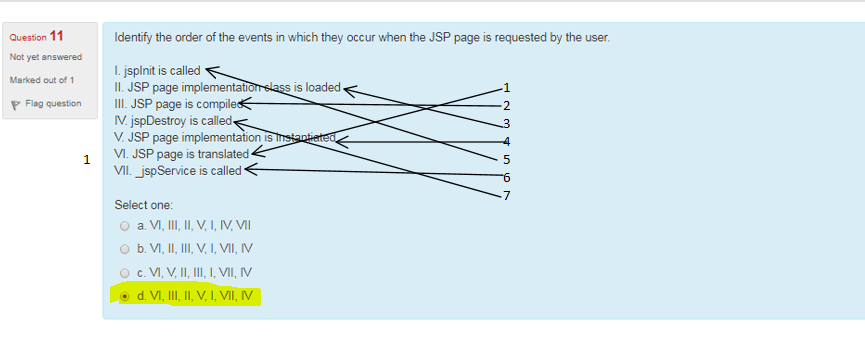 Question 11
Not yet answered
Marked out of 1
Flag question
Identify the order of the events in which they occur when the JSP page is requested by the user.
I. jspInit is called
II. JSP page implementation class is loaded
III. JSP page is compiled
IV. jspDestroy is called
V. JSP page implementation is instantiated
VI. JSP page is translated
VII. _jspService is called
1
2
3
4
5
6
7
1
Select one:
a. VI, III, II, V, I, IV, VII
b. VI, II, III, V, I, VII, IV
c. VI, V, II, III, I, VII, IV
d. VI, III, II, V, I, VII, IV